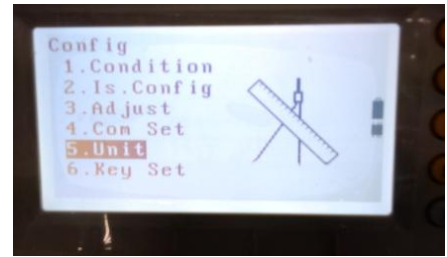 Config
1.Condition
2.Is.Config
3.Adjust
4.Com Set
5.Unit
6.Key Set